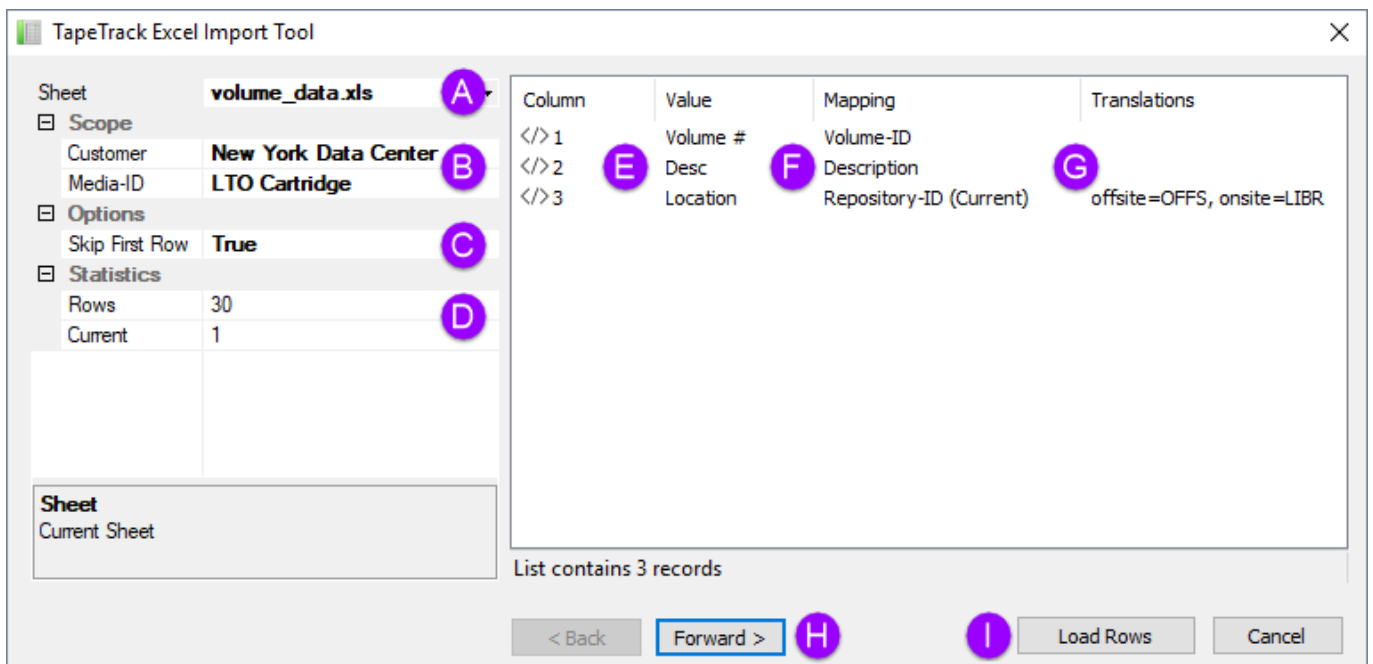 TapeTrack Excel Import Tool
Sheet volume_data.xls A
Scope
Customer New York Data Center
B
Media-ID LTO Cartridge
Options
Skip First Row True C
Statistics
Rows 30
D
Current 1
Sheet
Current Sheet
Column Value Mapping Translations
</> 1 Volume # Volume-ID
</> 2 E Desc F Description G
</> 3 Location Repository-ID (Current) offsite=OFFS, onsite=LIBR
List contains 3 records
< Back Forward > H I Load Rows Cancel